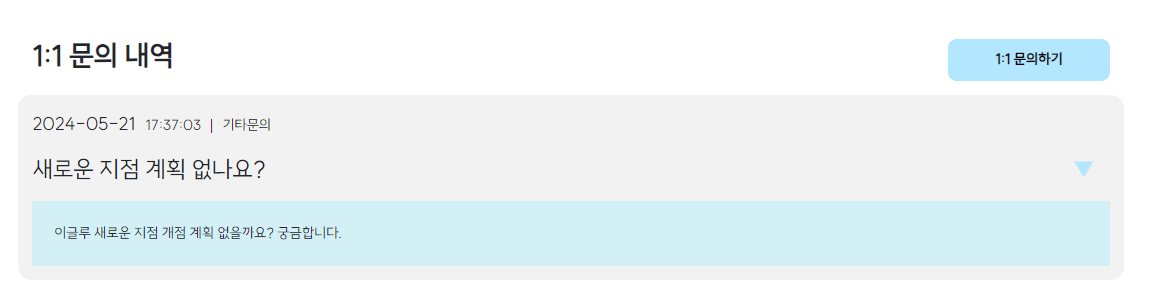 1:1 문의 내역
1:1 문의하기
2024-05-21 17:37:03 | 기타문의
새로운 지점 계획 없나요?
이글루 새로운 지점 개점 계획 없을까요? 궁금합니다.